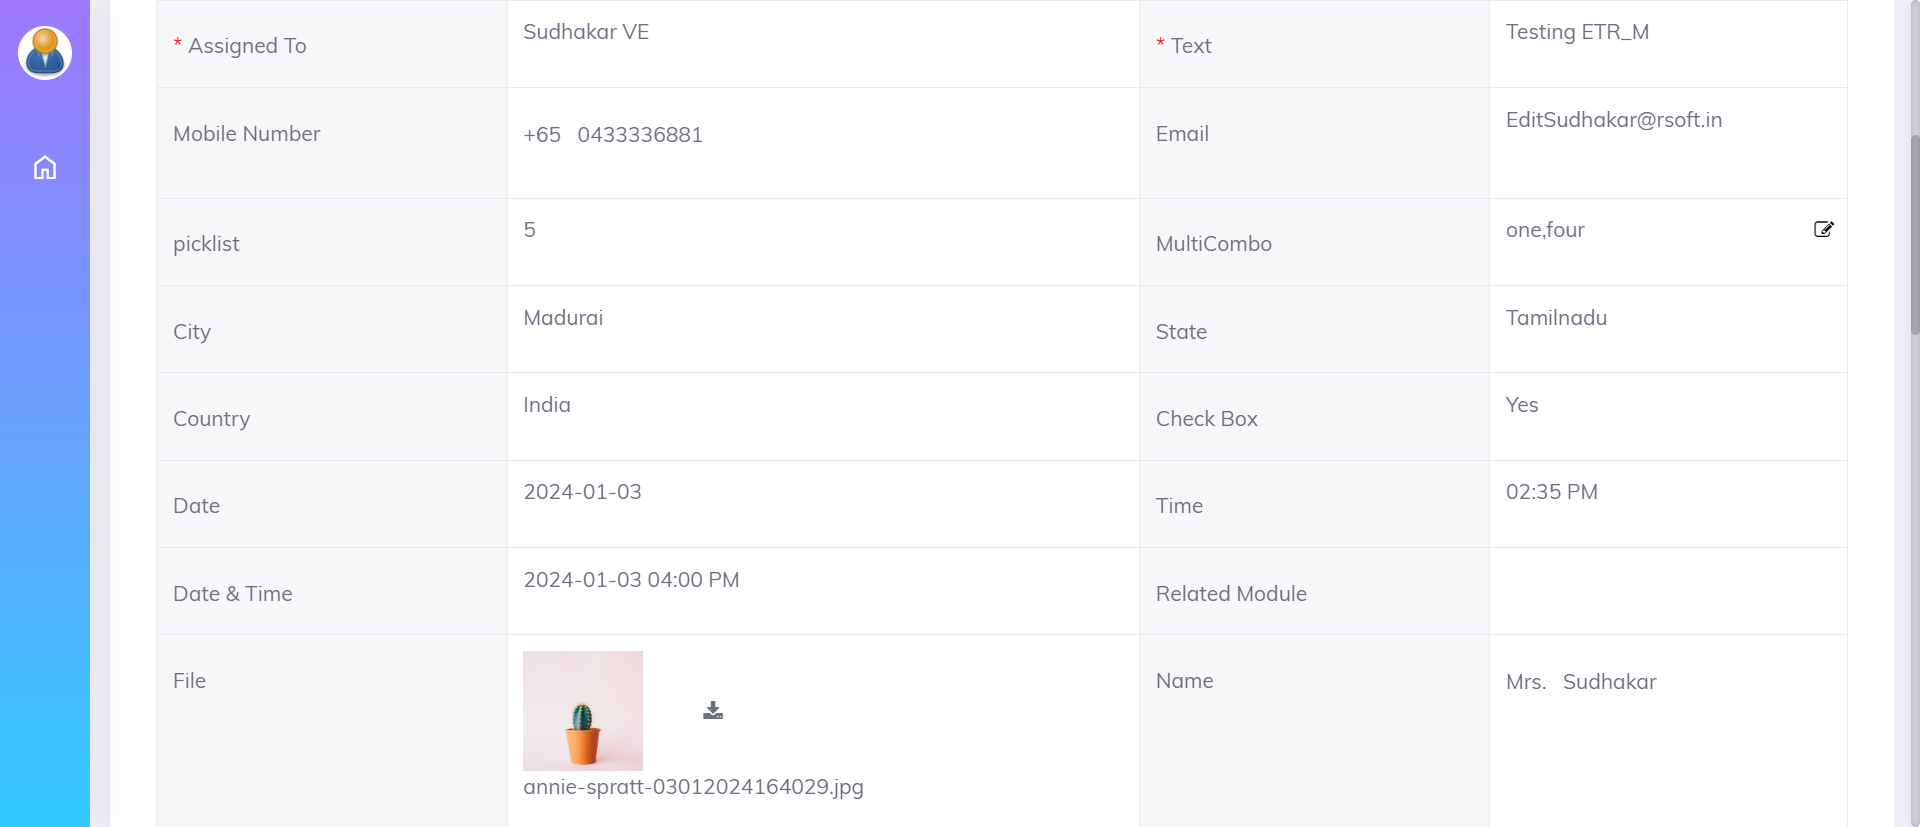 * Assigned To
Sudhakar VE
* Text
Testing ETR_M
Mobile Number
+65 0433336881
Email
EditSudhakar@rsoft.in
picklist
5
MultiCombo
one,four
City
Madurai
State
Tamilnadu
Country
India
Check Box
Yes
Date
2024-01-03
Time
02:35 PM
Date & Time
2024-01-03 04:00 PM
Related Module
File
annie-spratt-03012024164029.jpg
Name
Mrs. Sudhakar